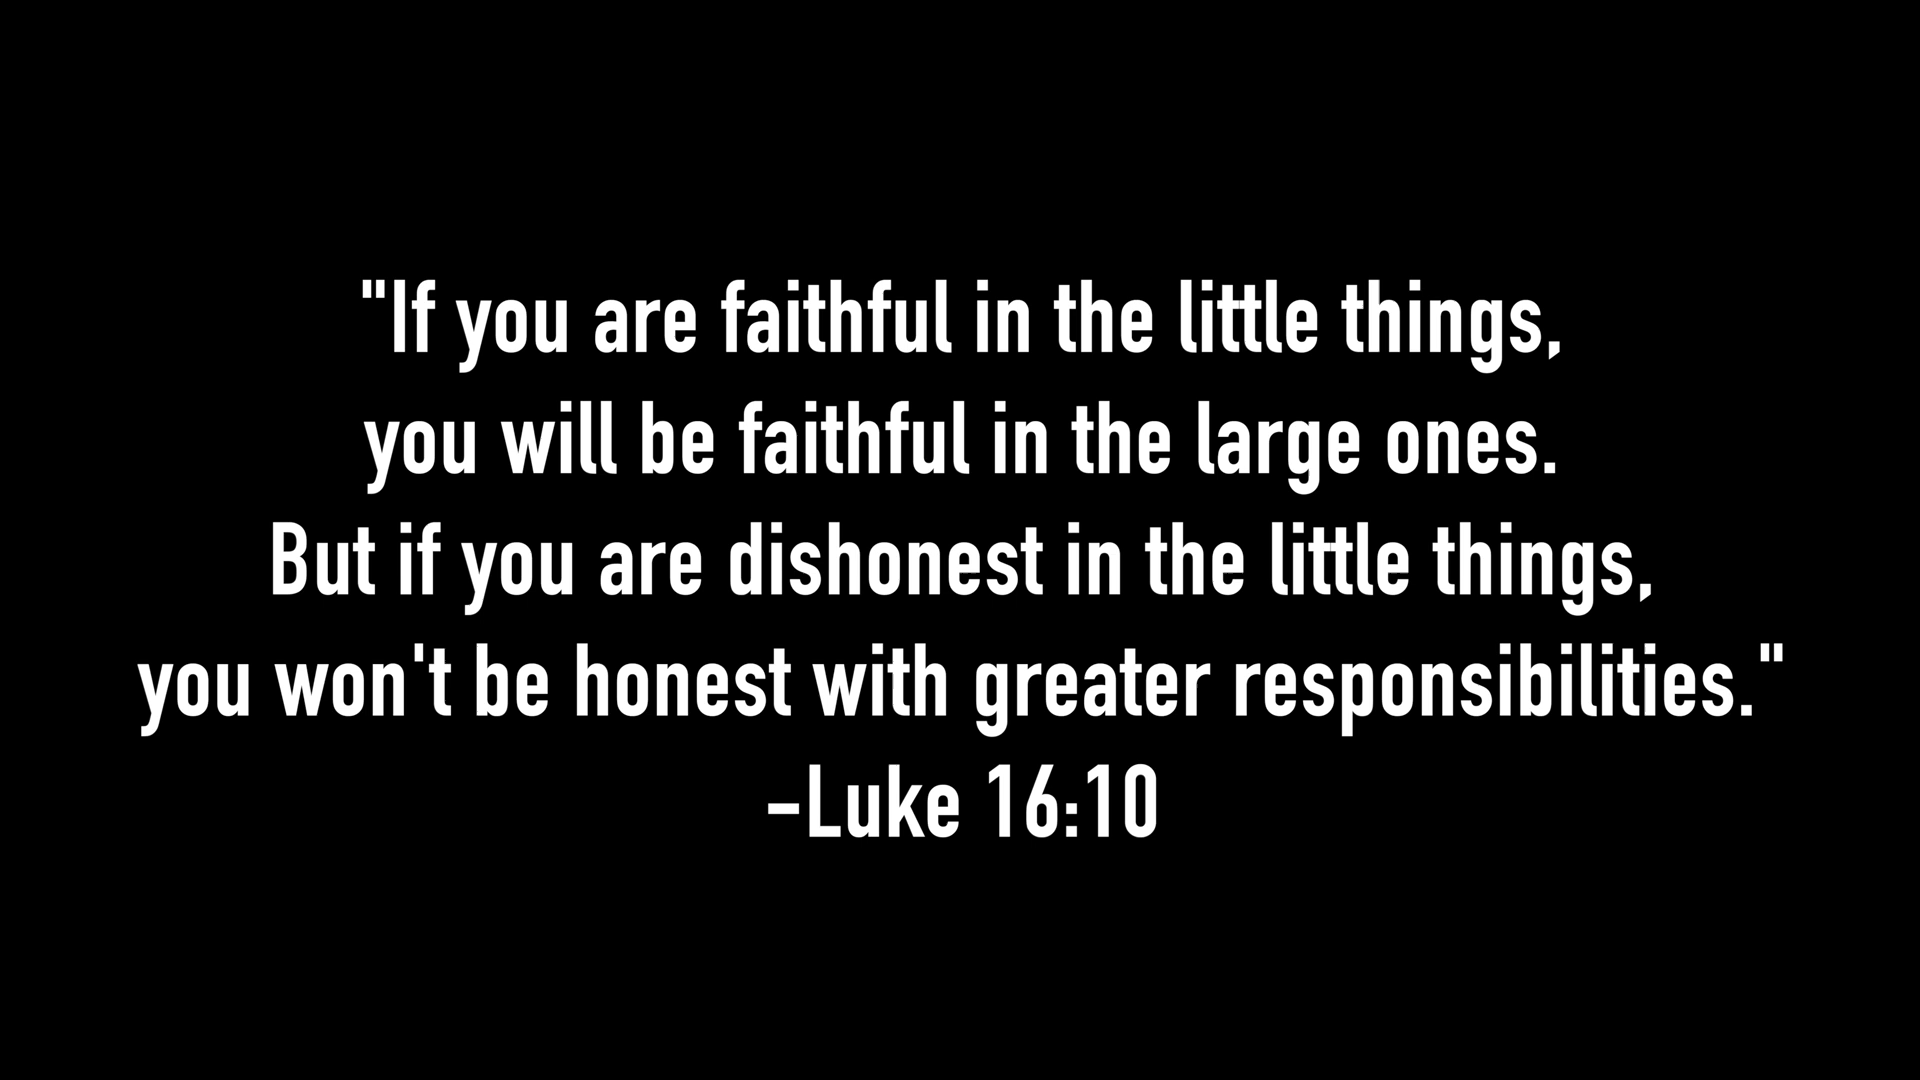 "If you are faithful in the little things,
you will be faithful in the large ones.
But if you are dishonest in the little things,
you won't be honest with greater responsibilities."
–Luke 16:10